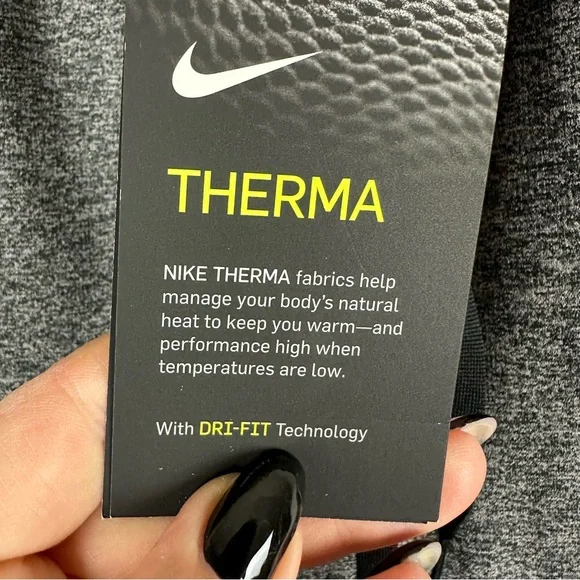 THERMA
NIKE THERMA fabrics help
manage your body's natural
heat to keep you warm—and
performance high when
temperatures are low.
With DRI-FIT Technology